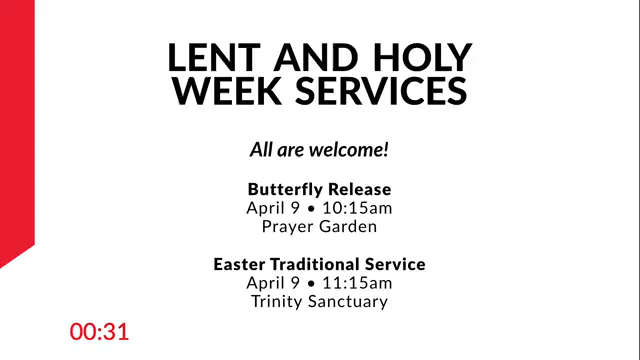 LENT AND HOLY
WEEK SERVICES
All are welcome!
Butterfly Release
April 9 • 10:15am
Prayer Garden
Easter Traditional Service
April 9 • 11:15am
Trinity Sanctuary
00:31